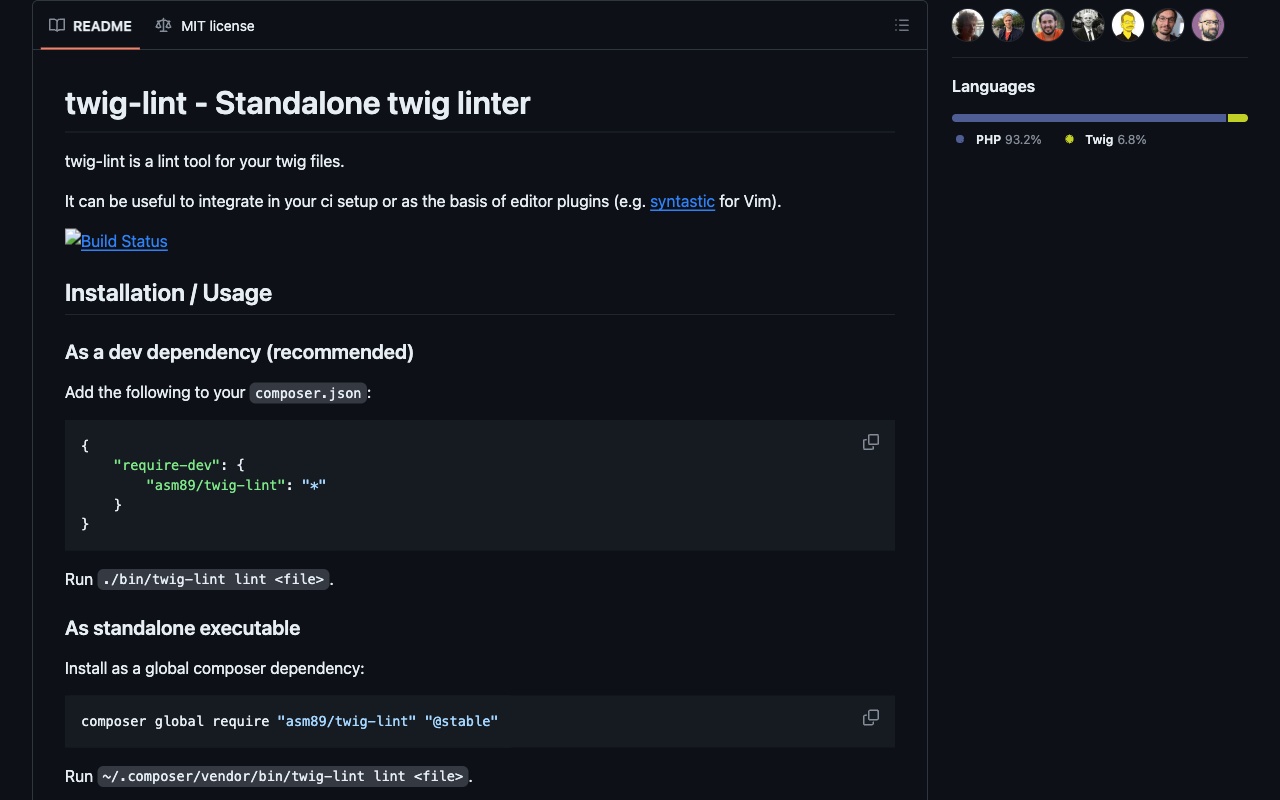 README MIT license
twig-lint - Standalone twig linter
twig-lint is a lint tool for your twig files.
It can be useful to integrate in your ci setup or as the basis of editor plugins (e.g. syntastic for Vim).
Build Status
Installation / Usage
As a dev dependency (recommended)
Add the following to your composer.json:
{
    "require-dev": {
        "asm89/twig-lint": "*"
    }
}
Run ./bin/twig-lint lint <file>.
As standalone executable
Install as a global composer dependency:
composer global require "asm89/twig-lint" "@stable"
Run ~/.composer/vendor/bin/twig-lint lint <file>.
Languages
PHP 93.2% Twig 6.8%